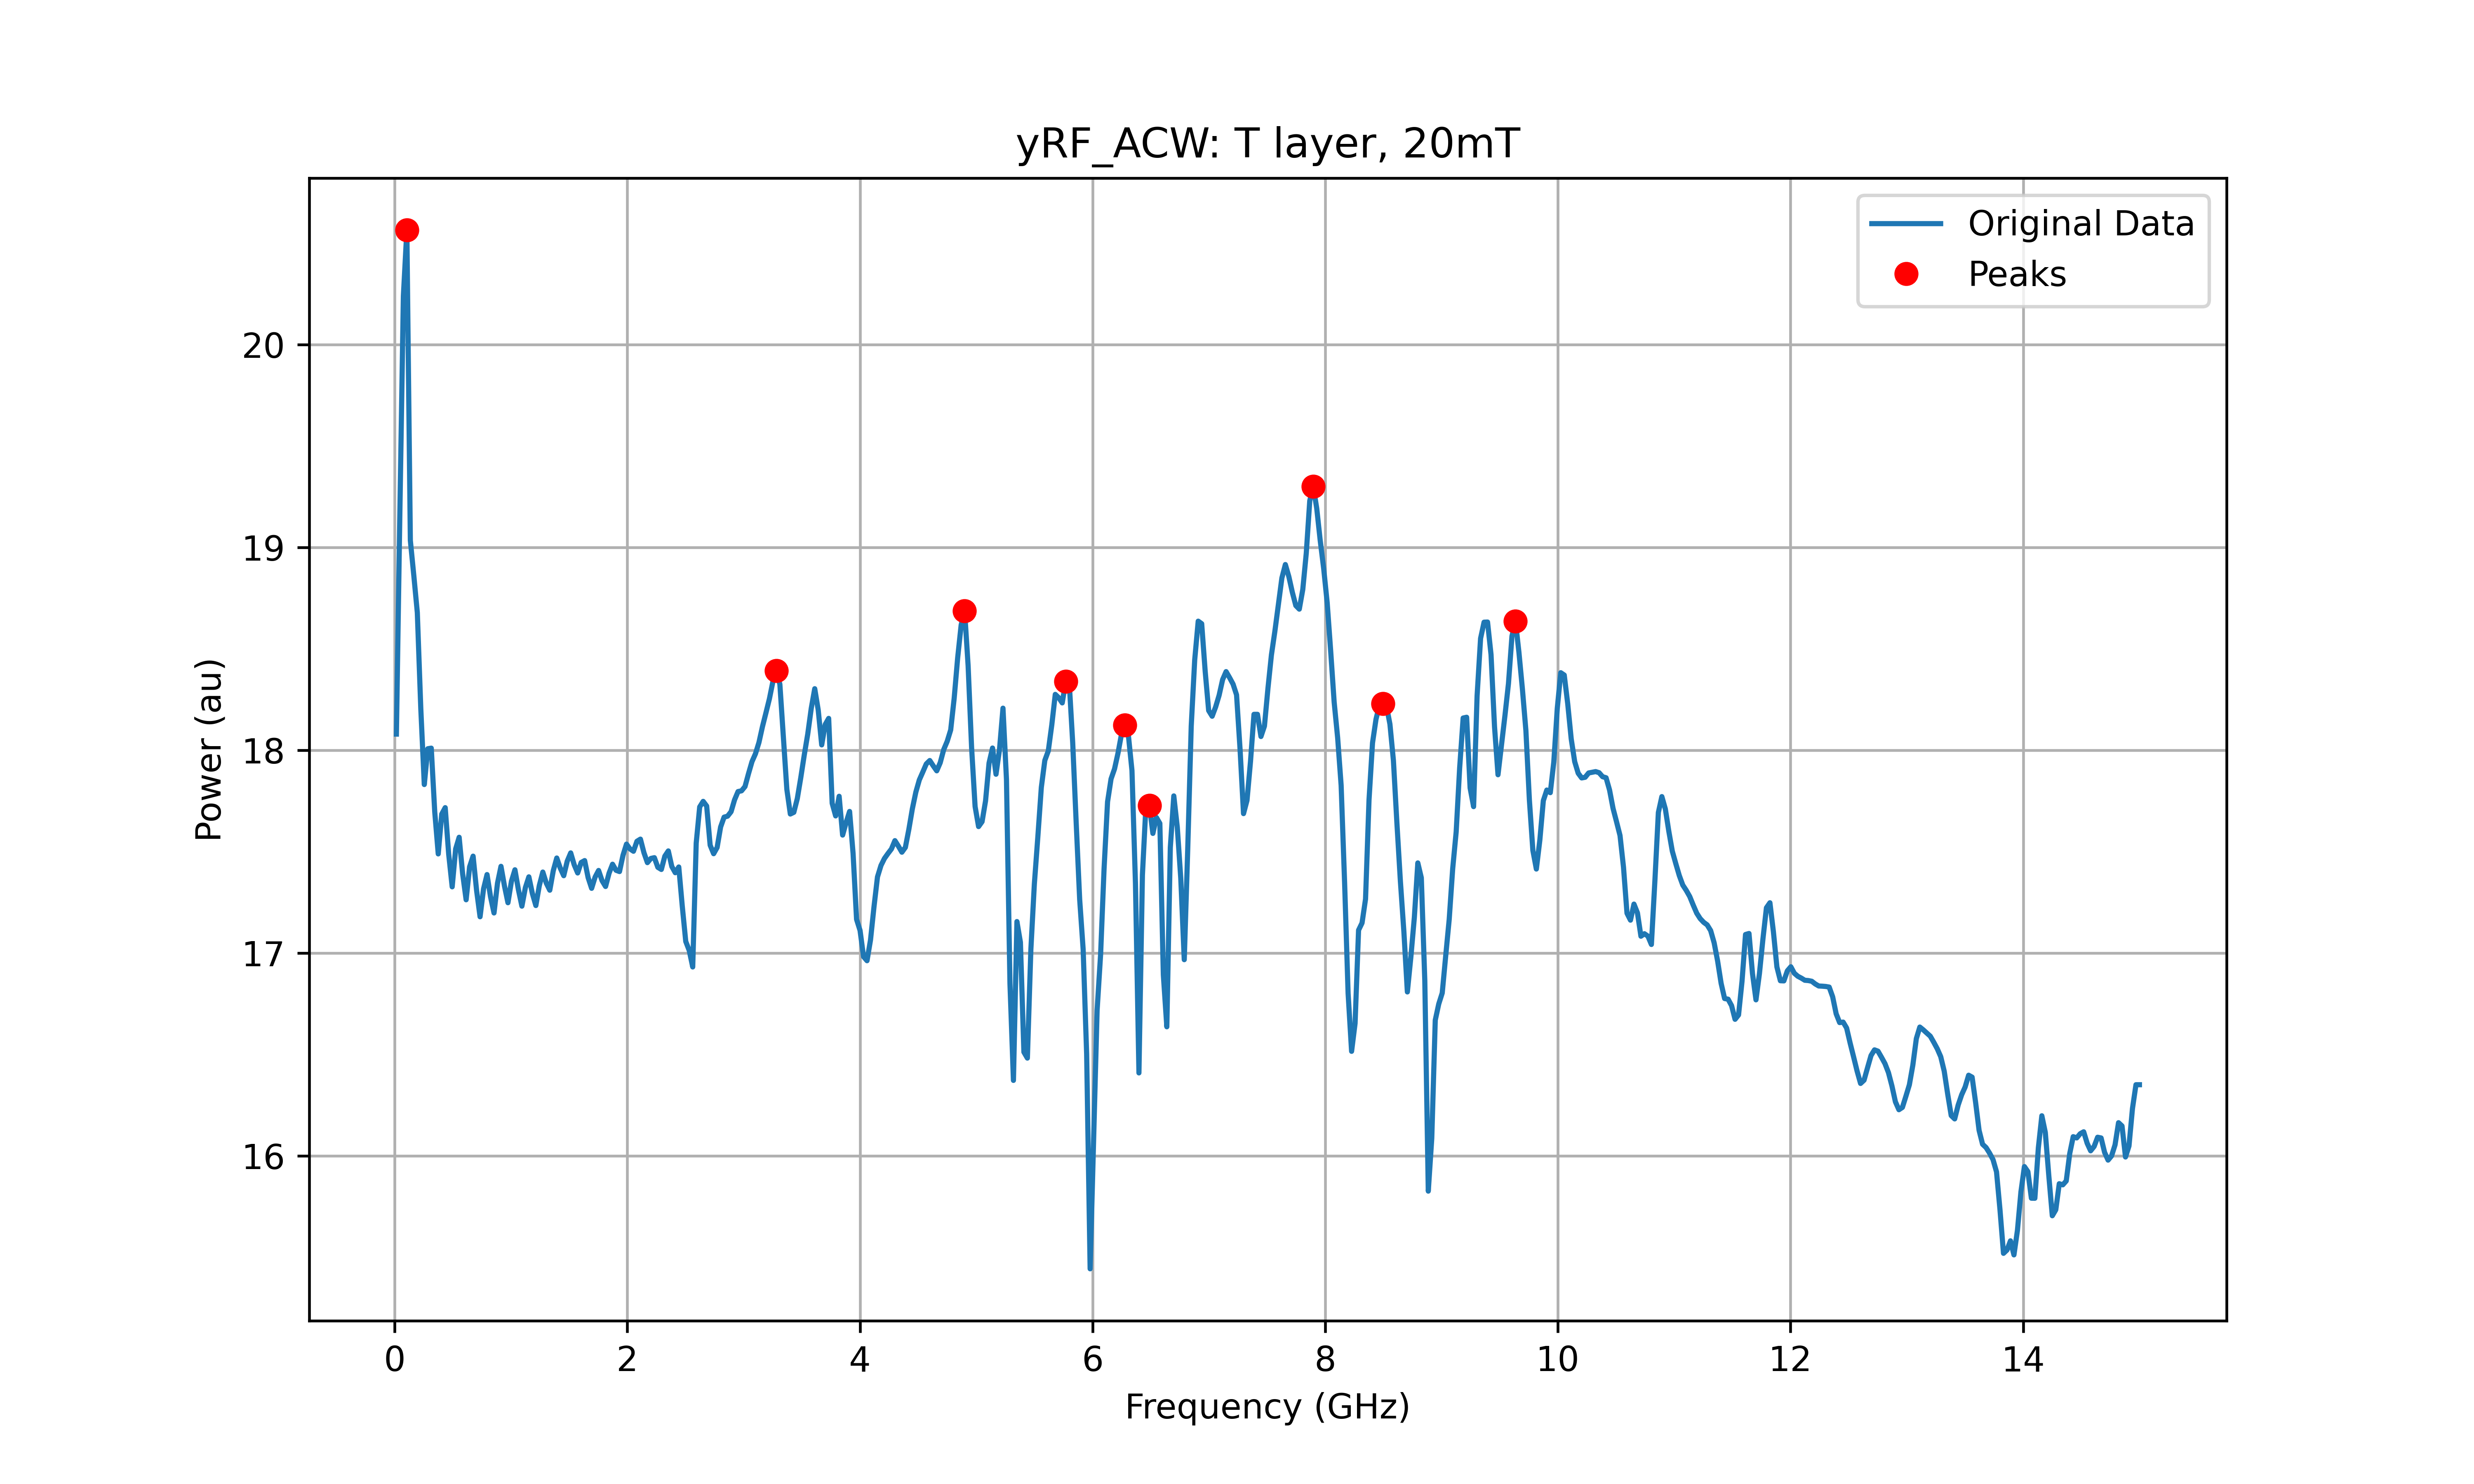 yRF_ACW: T layer, 20mT
Original Data
Peaks
20
19
18
17
16
Power (au)
0 2 4 6 8 10 12 14
Frequency (GHz)